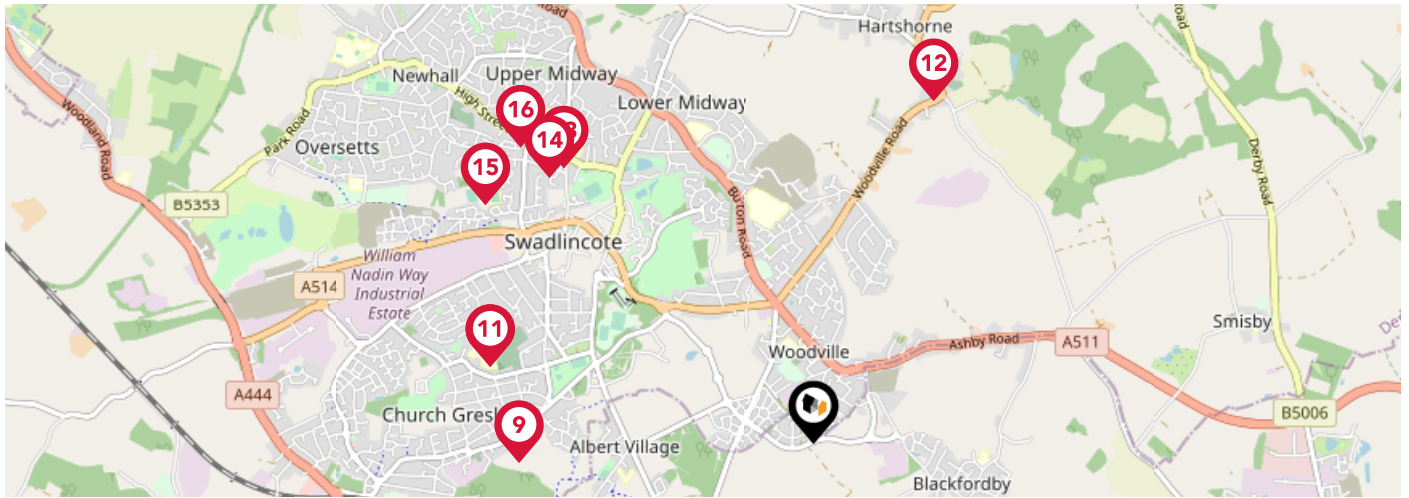 Hartshorne
12
Newhall
Upper Midway
High Street
16
Lower Midway
14
Woodland Road
Park Road
Oversetts
15
Woodville Road
Derby Road
B5353
Burton Road
Swadlincote
William
Nadin Way
Industrial
Estate
A514
11
Smisby
Woodville
Ashby Road
A511
A444
Church Gresl
9
B5006
Albert Village
Blackfordby